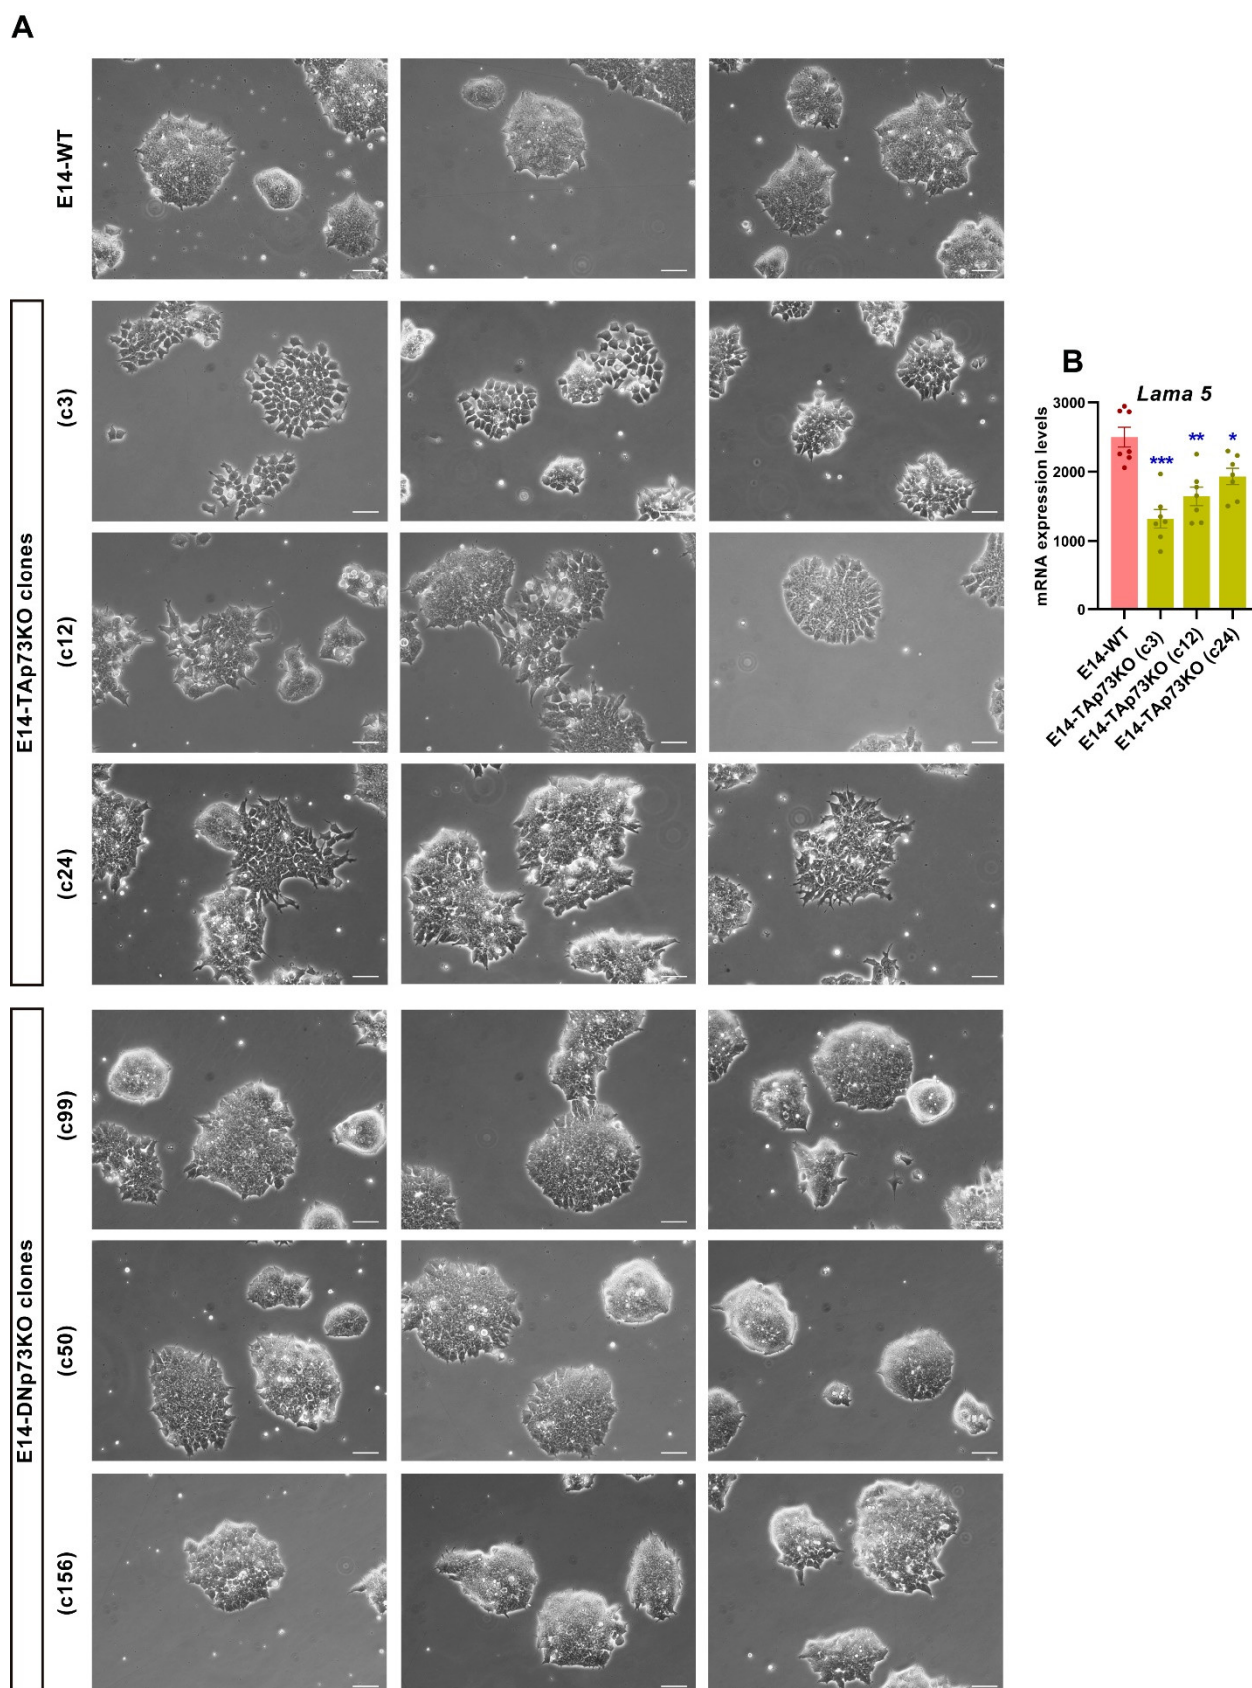 A
E14-WT
E14-TAp73KO clones
(c3)
(c12)
(c24)
E14-DNp73KO clones
(c99)
(c50)
(c156)
B
Lama 5
mRNA expression levels
3000
2000
1000
0
***
**
*
E14-WT
E14-TAp73KO (c3)
E14-TAp73KO (c12)
E14-TAp73KO (c24)